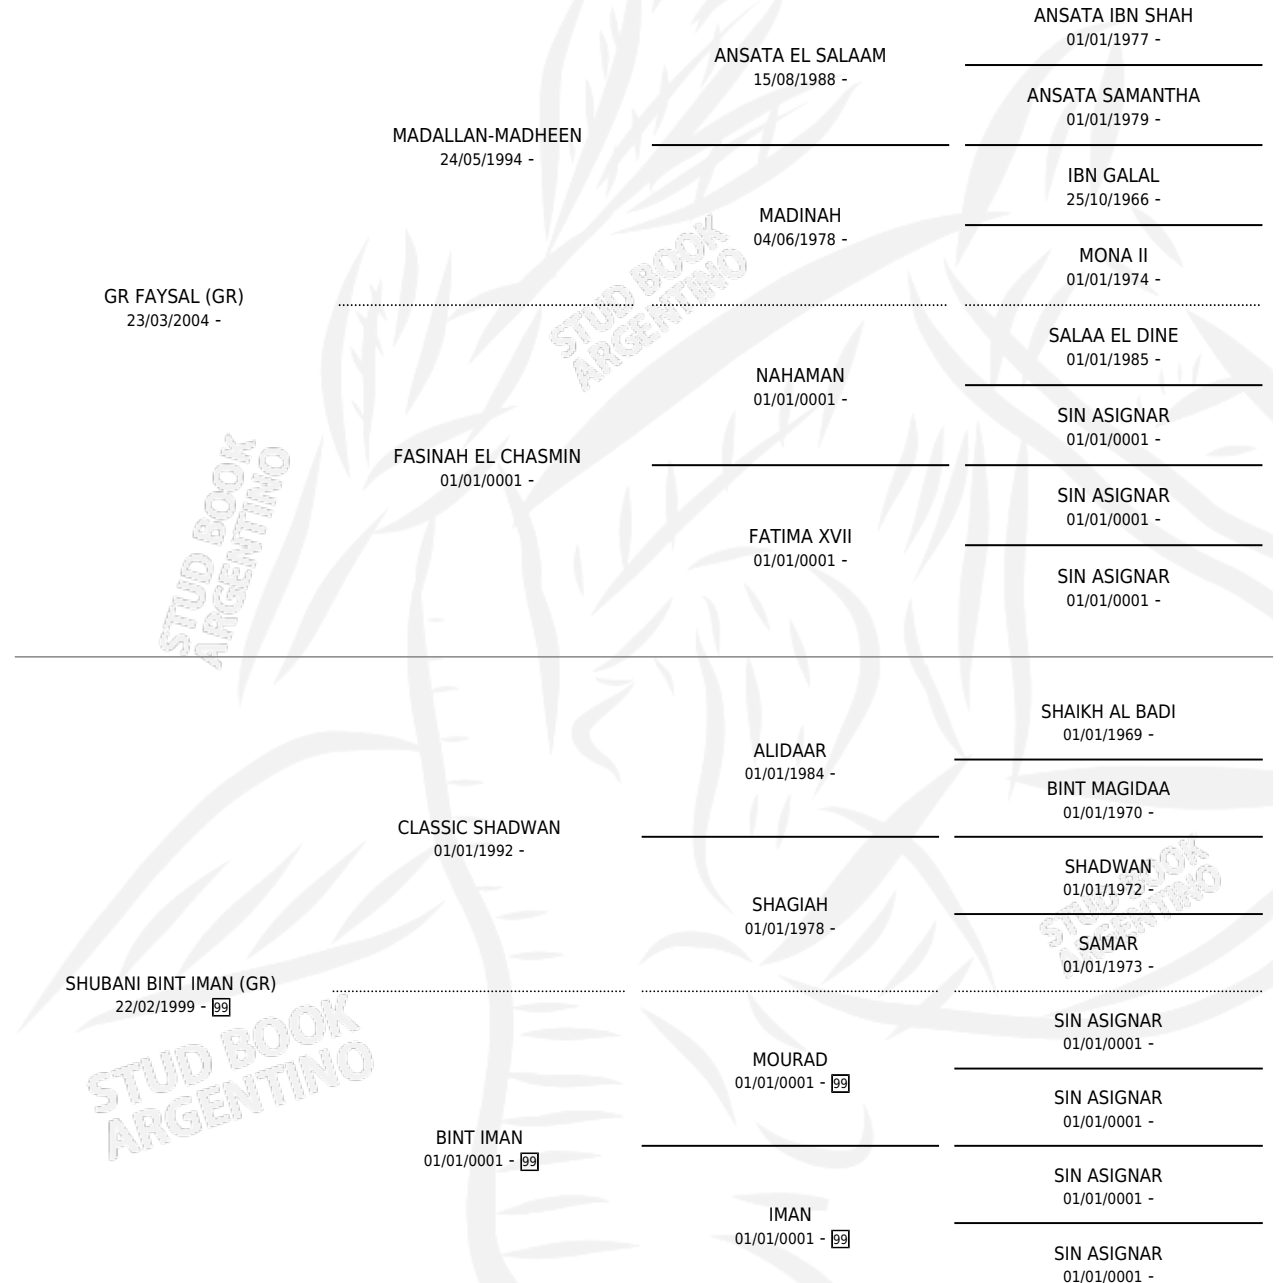 ANSATA IBN SHAH
01/01/1977 -
ANSATA EL SALAAM
15/08/1988 -
ANSATA SAMANTHA
01/01/1979 -
MADALLAN-MADHEEN
24/05/1994 -
IBN GALAL
25/10/1966 -
MADINAH
04/06/1978 -
MONA II
01/01/1974 -
GR FAYSAL (GR)
23/03/2004 -
SALAA EL DINE
01/01/1985 -
NAHAMAN
01/01/0001 -
SIN ASIGNAR
01/01/0001 -
FASINAH EL CHASMIN
01/01/0001 -
SIN ASIGNAR
01/01/0001 -
FATIMA XVII
01/01/0001 -
SIN ASIGNAR
01/01/0001 -
STUD BOOK
ARGENTINO
STUD BOOK
ARGENTINO
SHAIKH AL BADI
01/01/1969 -
ALIDAAR
01/01/1984 -
BINT MAGIDAA
01/01/1970 -
CLASSIC SHADWAN
01/01/1992 -
SHADWAN
01/01/1972 -
SHAGIAH
01/01/1978 -
SAMAR
01/01/1973 -
STUD BOOK
ARGENTINO
SHUBANI BINT IMAN (GR)
22/02/1999 - 99
SIN ASIGNAR
01/01/0001 -
MOURAD
01/01/0001 - 99
SIN ASIGNAR
01/01/0001 -
BINT IMAN
01/01/0001 - 99
SIN ASIGNAR
01/01/0001 -
IMAN
01/01/0001 - 99
SIN ASIGNAR
01/01/0001 -
STUD BOOK
ARGENTINO